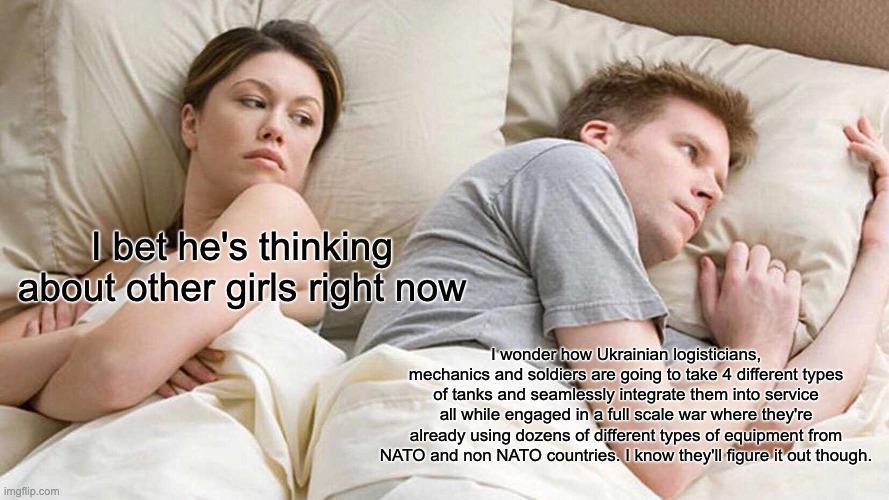 I bet he's thinking
about other girls right now
I wonder how Ukrainian logisticians,
mechanics and soldiers are going to take 4 different types
of tanks and seamlessly integrate them into service
all while engaged in a full scale war where they're
already using dozens of different types of equipment from
NATO and non NATO countries. I know they'll figure it out though.
imgflip.com